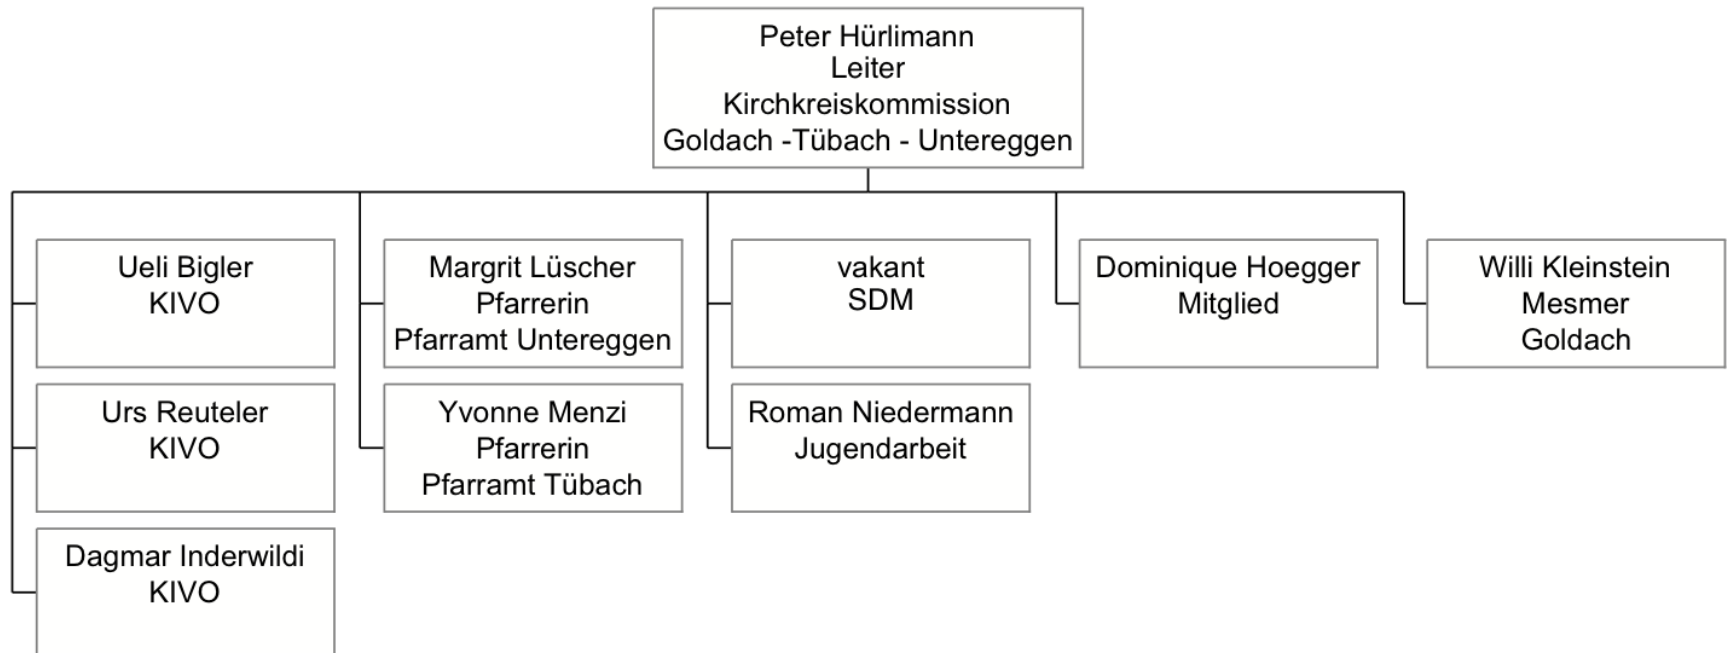 Peter Hürlimann
Leiter
Kirchkreiskommission
Goldach -Tübach - Untereggen
Ueli Bigler
KIVO
Urs Reuteler
KIVO
Dagmar Inderwildi
KIVO
Margrit Lüscher
Pfarrerin
Pfarramt Untereggen
Yvonne Menzi
Pfarrerin
Pfarramt Tübach
vakant
SDM
Roman Niedermann
Jugendarbeit
Dominique Hoegger
Mitglied
Willi Kleinstein
Mesmer
Goldach